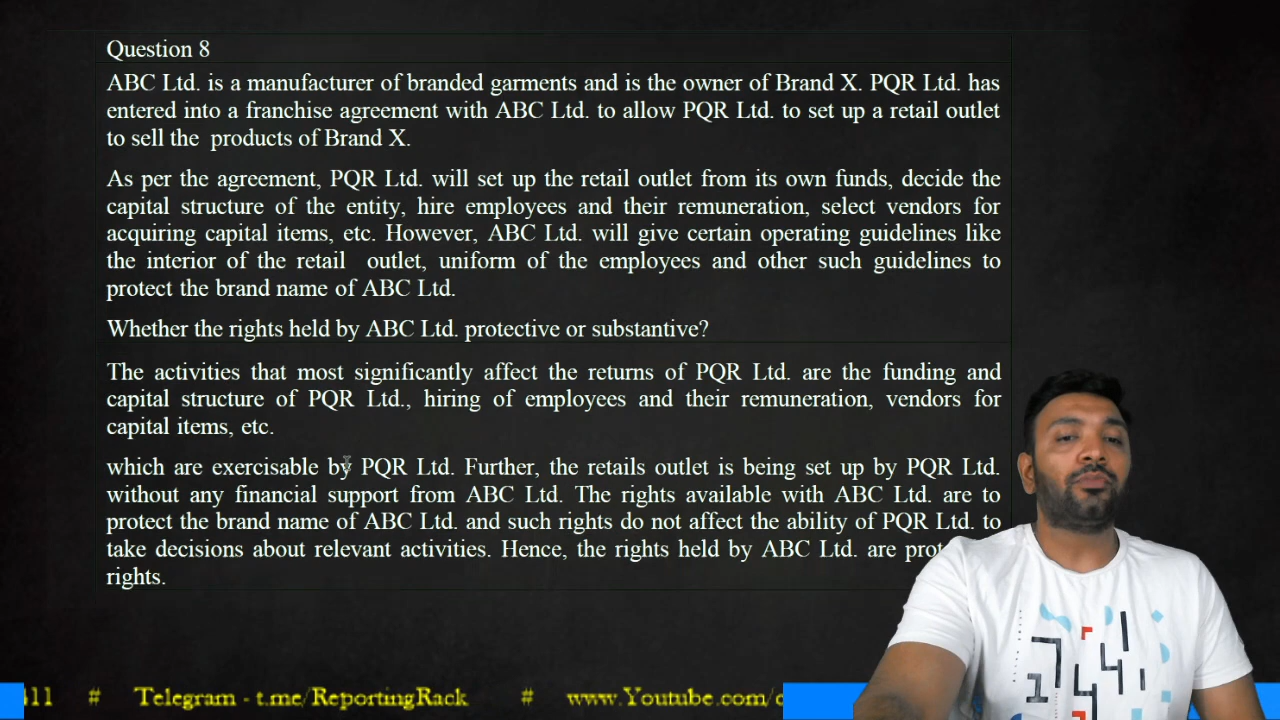 Question 8
ABC Ltd. is a manufacturer of branded garments and is the owner of Brand X. PQR Ltd. has
entered into a franchise agreement with ABC Ltd. to allow PQR Ltd. to set up a retail outlet
to sell the products of Brand X.
As per the agreement, PQR Ltd. will set up the retail outlet from its own funds, decide the
capital structure of the entity, hire employees and their remuneration, select vendors for
acquiring capital items, etc. However, ABC Ltd. will give certain operating guidelines like
the interior of the retail outlet, uniform of the employees and other such guidelines to
protect the brand name of ABC Ltd.
Whether the rights held by ABC Ltd. protective or substantive?
The activities that most significantly affect the returns of PQR Ltd. are the funding and
capital structure of PQR Ltd., hiring of employees and their remuneration, vendors for
capital items, etc.
which are exercisable by PQR Ltd. Further, the retails outlet is being set up by PQR Ltd.
without any financial support from ABC Ltd. The rights available with ABC Ltd. are to
protect the brand name of ABC Ltd. and such rights do not affect the ability of PQR Ltd. to
take decisions about relevant activities. Hence, the rights held by ABC Ltd. are
rights.
11 # Telegram - t.me/ReportingRack # www.Youtube.com/